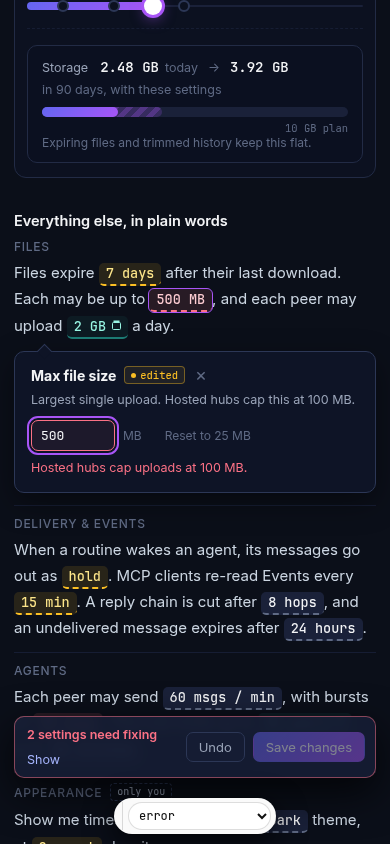 Storage 2.48 GB today → 3.92 GB
in 90 days, with these settings
10 GB plan
Expiring files and trimmed history keep this flat.
Everything else, in plain words
FILES
Files expire 7 days after their last download.
Each may be up to 500 MB, and each peer may
upload 2 GB a day.
Max file size edited ×
Largest single upload. Hosted hubs cap this at 100 MB.
500 MB Reset to 25 MB
Hosted hubs cap uploads at 100 MB.
DELIVERY & EVENTS
When a routine wakes an agent, its messages go
out as hold. MCP clients re-read Events every
15 min. A reply chain is cut after 8 hops, and
an undelivered message expires after 24 hours.
AGENTS
Each peer may send 60 msgs / min, with bursts
2 settings need fixing
Show
Undo
Save changes
APPEARANCE only you
Show me time ark theme,
error